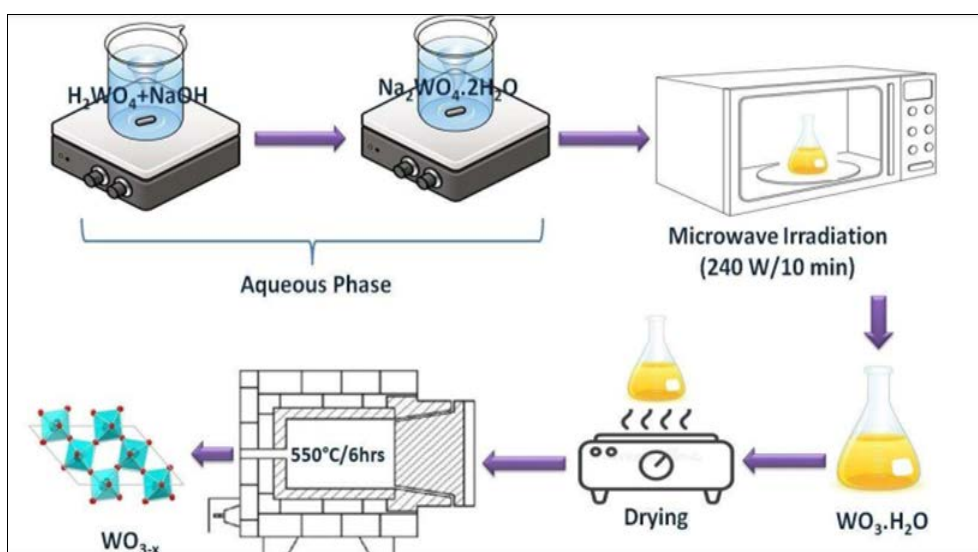 H₂WO₄+NaOH
Na₂WO₄.2H₂O
Microwave Irradiation
(240 W/10 min)
Aqueous Phase
550°C/6hrs
WO₃₋ₓ
Drying
WO₃.H₂O